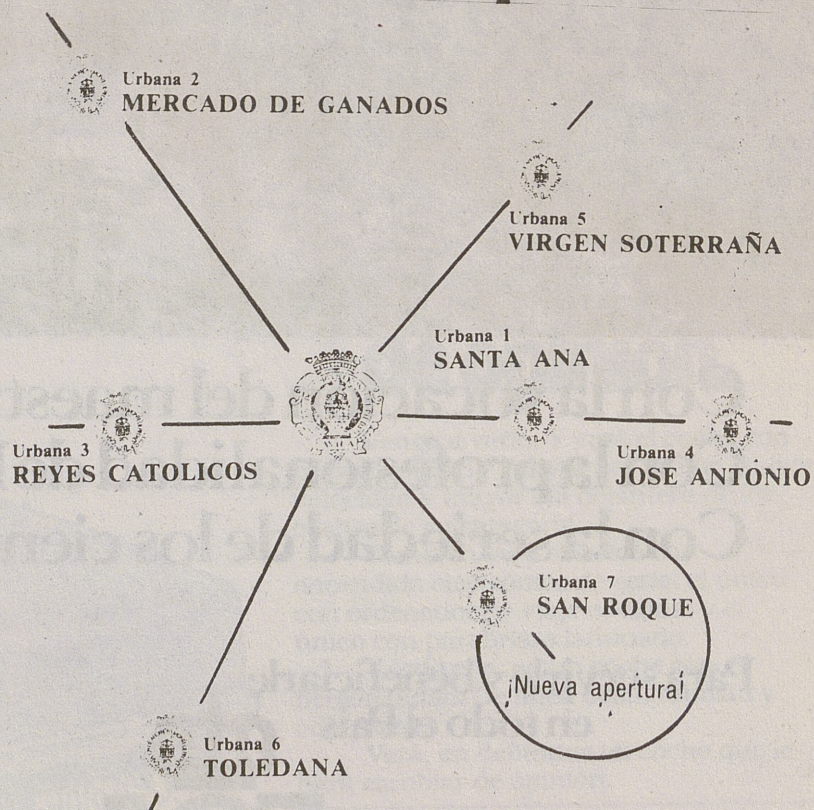 Urbana 2
MERCADO DE GANADOS
Urbana 5
VIRGEN SOTERRAÑA
Urbana 1
SANTA ANA
Urbana 3
REYES CATOLICOS
Urbana 4
JOSE ANTONIO
Urbana 7
SAN ROQUE
¡Nueva apertura!
Urbana 6
TOLEDANA